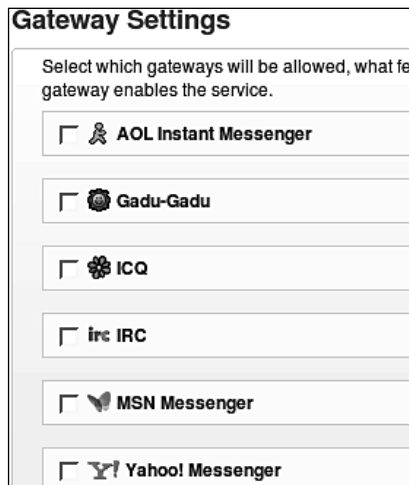 Gateway Settings
Select which gateways will be allowed, what fe
gateway enables the service.
AOL Instant Messenger
Gadu-Gadu
ICQ
irc IRC
MSN Messenger
Y! Yahoo! Messenger